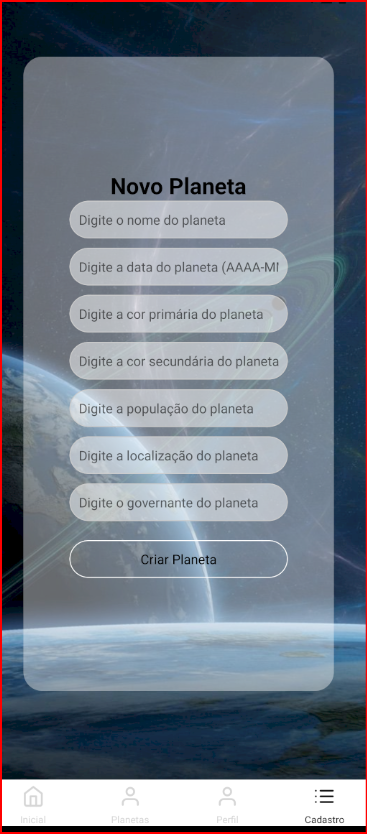 Novo Planeta
Digite o nome do planeta
Digite a data do planeta (AAAA-MM
Digite a cor primária do planeta
Digite a cor secundária do planeta
Digite a população do planeta
Digite a localização do planeta
Digite o governante do planeta
Criar Planeta
Inicial Planetas Perfil Cadastro